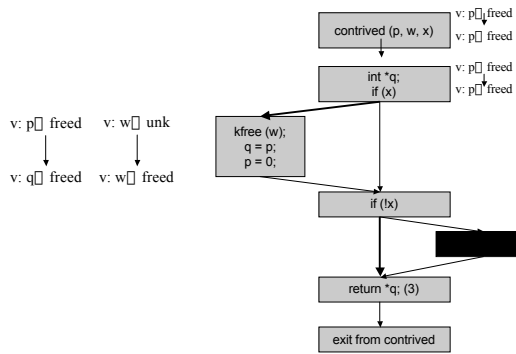 contrived (p, w, x)
v: p▯ freed
v: p▯ freed
int *q;
if (x)
v: p▯ freed
v: p▯ freed
v: p▯ freed
v: w▯ unk
kfree (w);
q = p;
p = 0;
v: q▯ freed
v: w▯ freed
if (!x)
return *q; (3)
exit from contrived